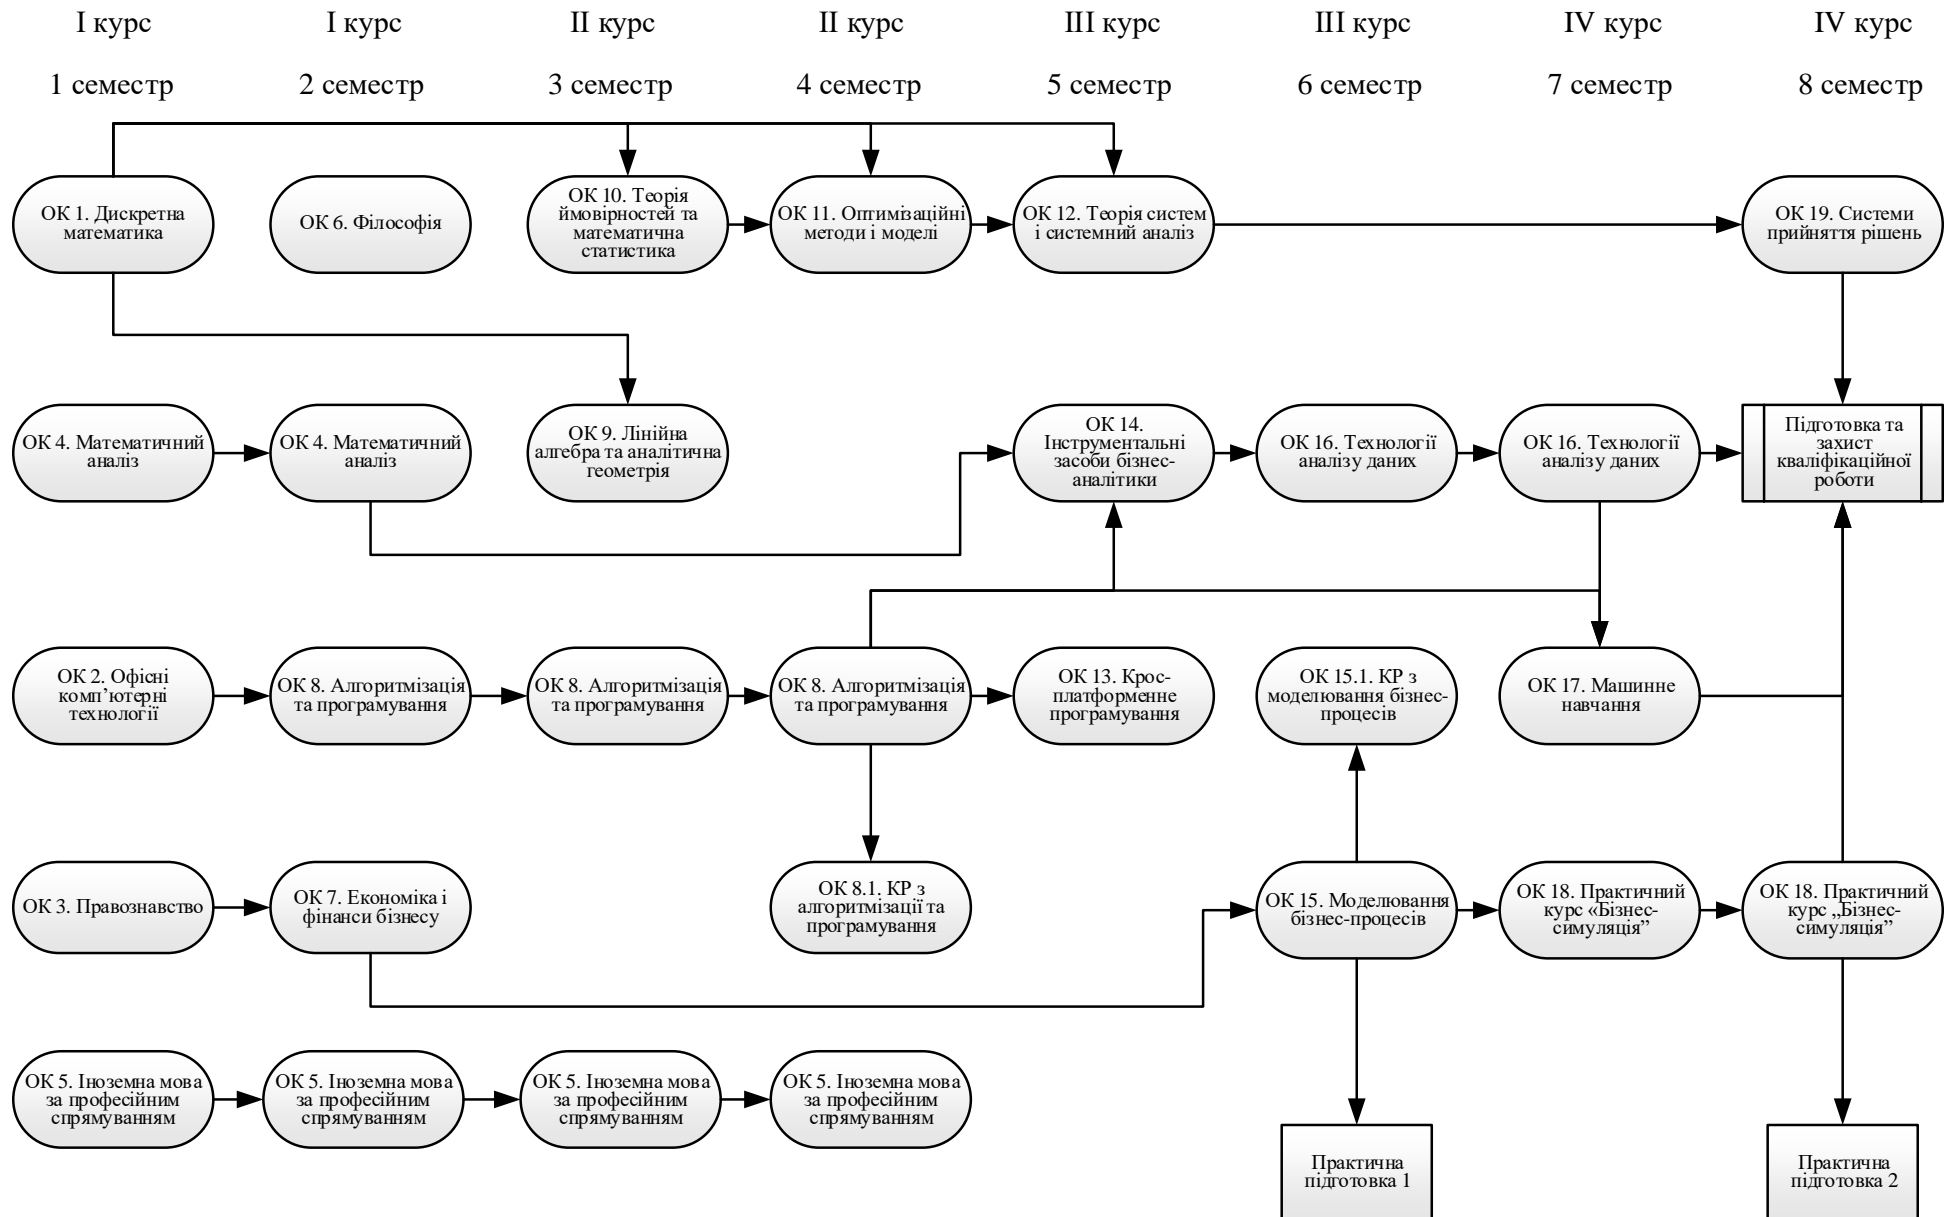 I курс
I курс
II курс
II курс
III курс
III курс
IV курс
IV курс
1 семестр
2 семестр
3 семестр
4 семестр
5 семестр
6 семестр
7 семестр
8 семестр
ОК 1. Дискретна
математика
ОК 6. Філософія
ОК 10. Теорія
ймовірностей та
математична
статистика
ОК 11. Оптимізаційні
методи і моделі
ОК 12. Теорія систем
і системний аналіз
ОК 19. Системи
прийняття рішень
ОК 4. Математичний
аналіз
ОК 4. Математичний
аналіз
ОК 9. Лінійна
алгебра та аналітична
геометрія
ОК 14.
Інструментальні
засоби бізнес-
аналітики
ОК 16. Технології
аналізу даних
ОК 16. Технології
аналізу даних
Підготовка та
захист
кваліфікаційної
роботи
ОК 2. Офісні
комп’ютерні
технології
ОК 8. Алгоритмізація
та програмування
ОК 8. Алгоритмізація
та програмування
ОК 8. Алгоритмізація
та програмування
ОК 13. Крос-
платформенне
програмування
ОК 15.1. КР з
моделювання бізнес-
процесів
ОК 17. Машинне
навчання
ОК 3. Правознавство
ОК 7. Економіка і
фінанси бізнесу
ОК 8.1. КР з
алгоритмізації та
програмування
ОК 15. Моделювання
бізнес-процесів
ОК 18. Практичний
курс «Бізнес-
симуляція”
ОК 18. Практичний
курс „Бізнес-
симуляція”
ОК 5. Іноземна мова
за професійним
спрямуванням
ОК 5. Іноземна мова
за професійним
спрямуванням
ОК 5. Іноземна мова
за професійним
спрямуванням
ОК 5. Іноземна мова
за професійним
спрямуванням
Практична
підготовка 1
Практична
підготовка 2